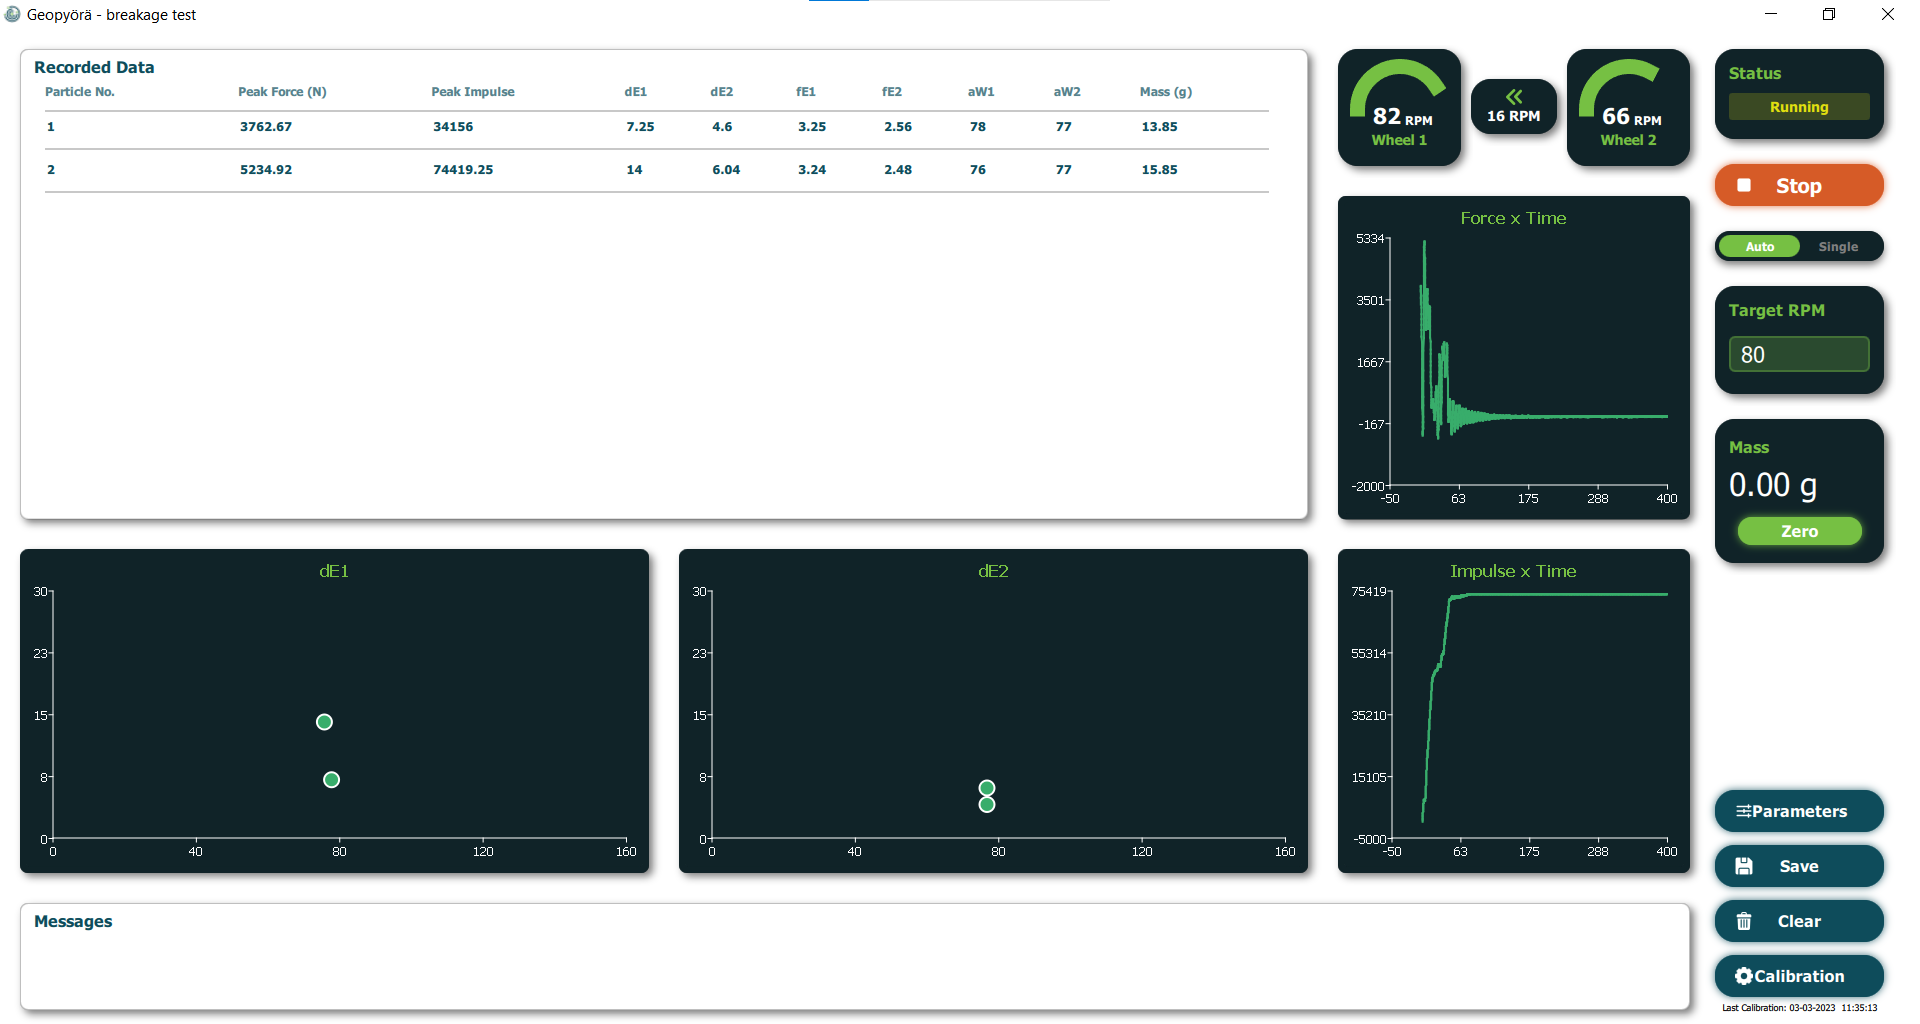 Geopyörä - breakage test
Recorded Data
Particle No. Peak Force (N) Peak Impulse dE1 dE2 fE1 fE2 aW1 aW2 Mass (g)
1 3762.67 34156 7.25 4.6 3.25 2.56 78 77 13.85
2 5234.92 74419.25 14 6.04 3.24 2.48 76 77 15.85
82 RPM
Wheel 1
16 RPM
66 RPM
Wheel 2
Status
Running
Stop
Auto Single
Target RPM
80
Mass
0.00 g
Zero
Force x Time
5334
3501
1667
-167
-2000
-50 63 175 288 400
dE1
30
23
15
8
0
0 40 80 120 160
dE2
30
23
15
8
0
0 40 80 120 160
Impulse x Time
75419
55314
35210
15105
-5000
-50 63 175 288 400
Parameters
Save
Clear
Calibration
Last Calibration: 03-03-2023 11:35:13
Messages